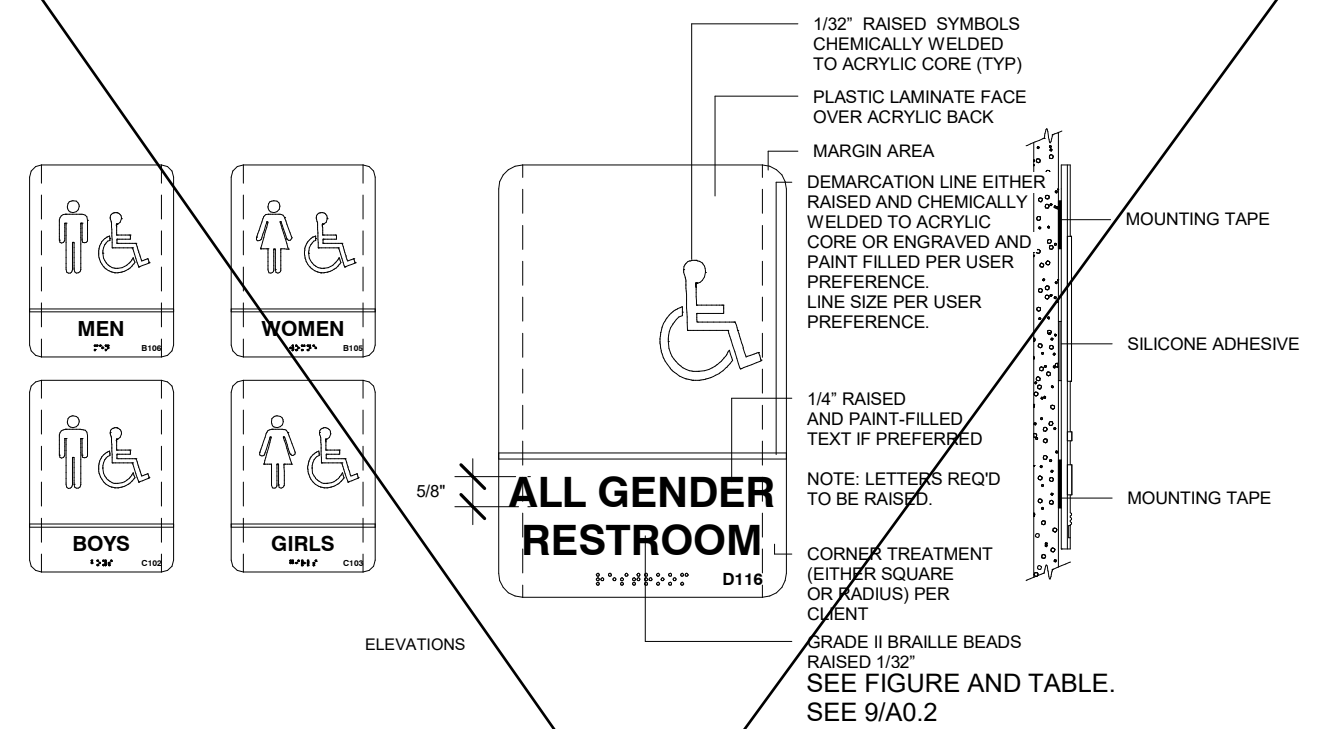 1/32” RAISED SYMBOLS
CHEMICALLY WELDED
TO ACRYLIC CORE (TYP)
PLASTIC LAMINATE FACE
OVER ACRYLIC BACK
MARGIN AREA
DEMARCATION LINE EITHER
RAISED AND CHEMICALLY
WELDED TO ACRYLIC
CORE OR ENGRAVED AND
PAINT FILLED PER USER
PREFERENCE.
LINE SIZE PER USER
PREFERENCE.
MOUNTING TAPE
SILICONE ADHESIVE
MOUNTING TAPE
MEN
B106
WOMEN
B105
BOYS
C102
GIRLS
C103
5/8"
ALL GENDER
RESTROOM
D116
1/4” RAISED
AND PAINT-FILLED
TEXT IF PREFERRED
NOTE: LETTERS REQ'D
TO BE RAISED.
CORNER TREATMENT
(EITHER SQUARE
OR RADIUS) PER
CLIENT
ELEVATIONS
GRADE II BRAILLE BEADS
RAISED 1/32”
SEE FIGURE AND TABLE.
SEE 9/A0.2